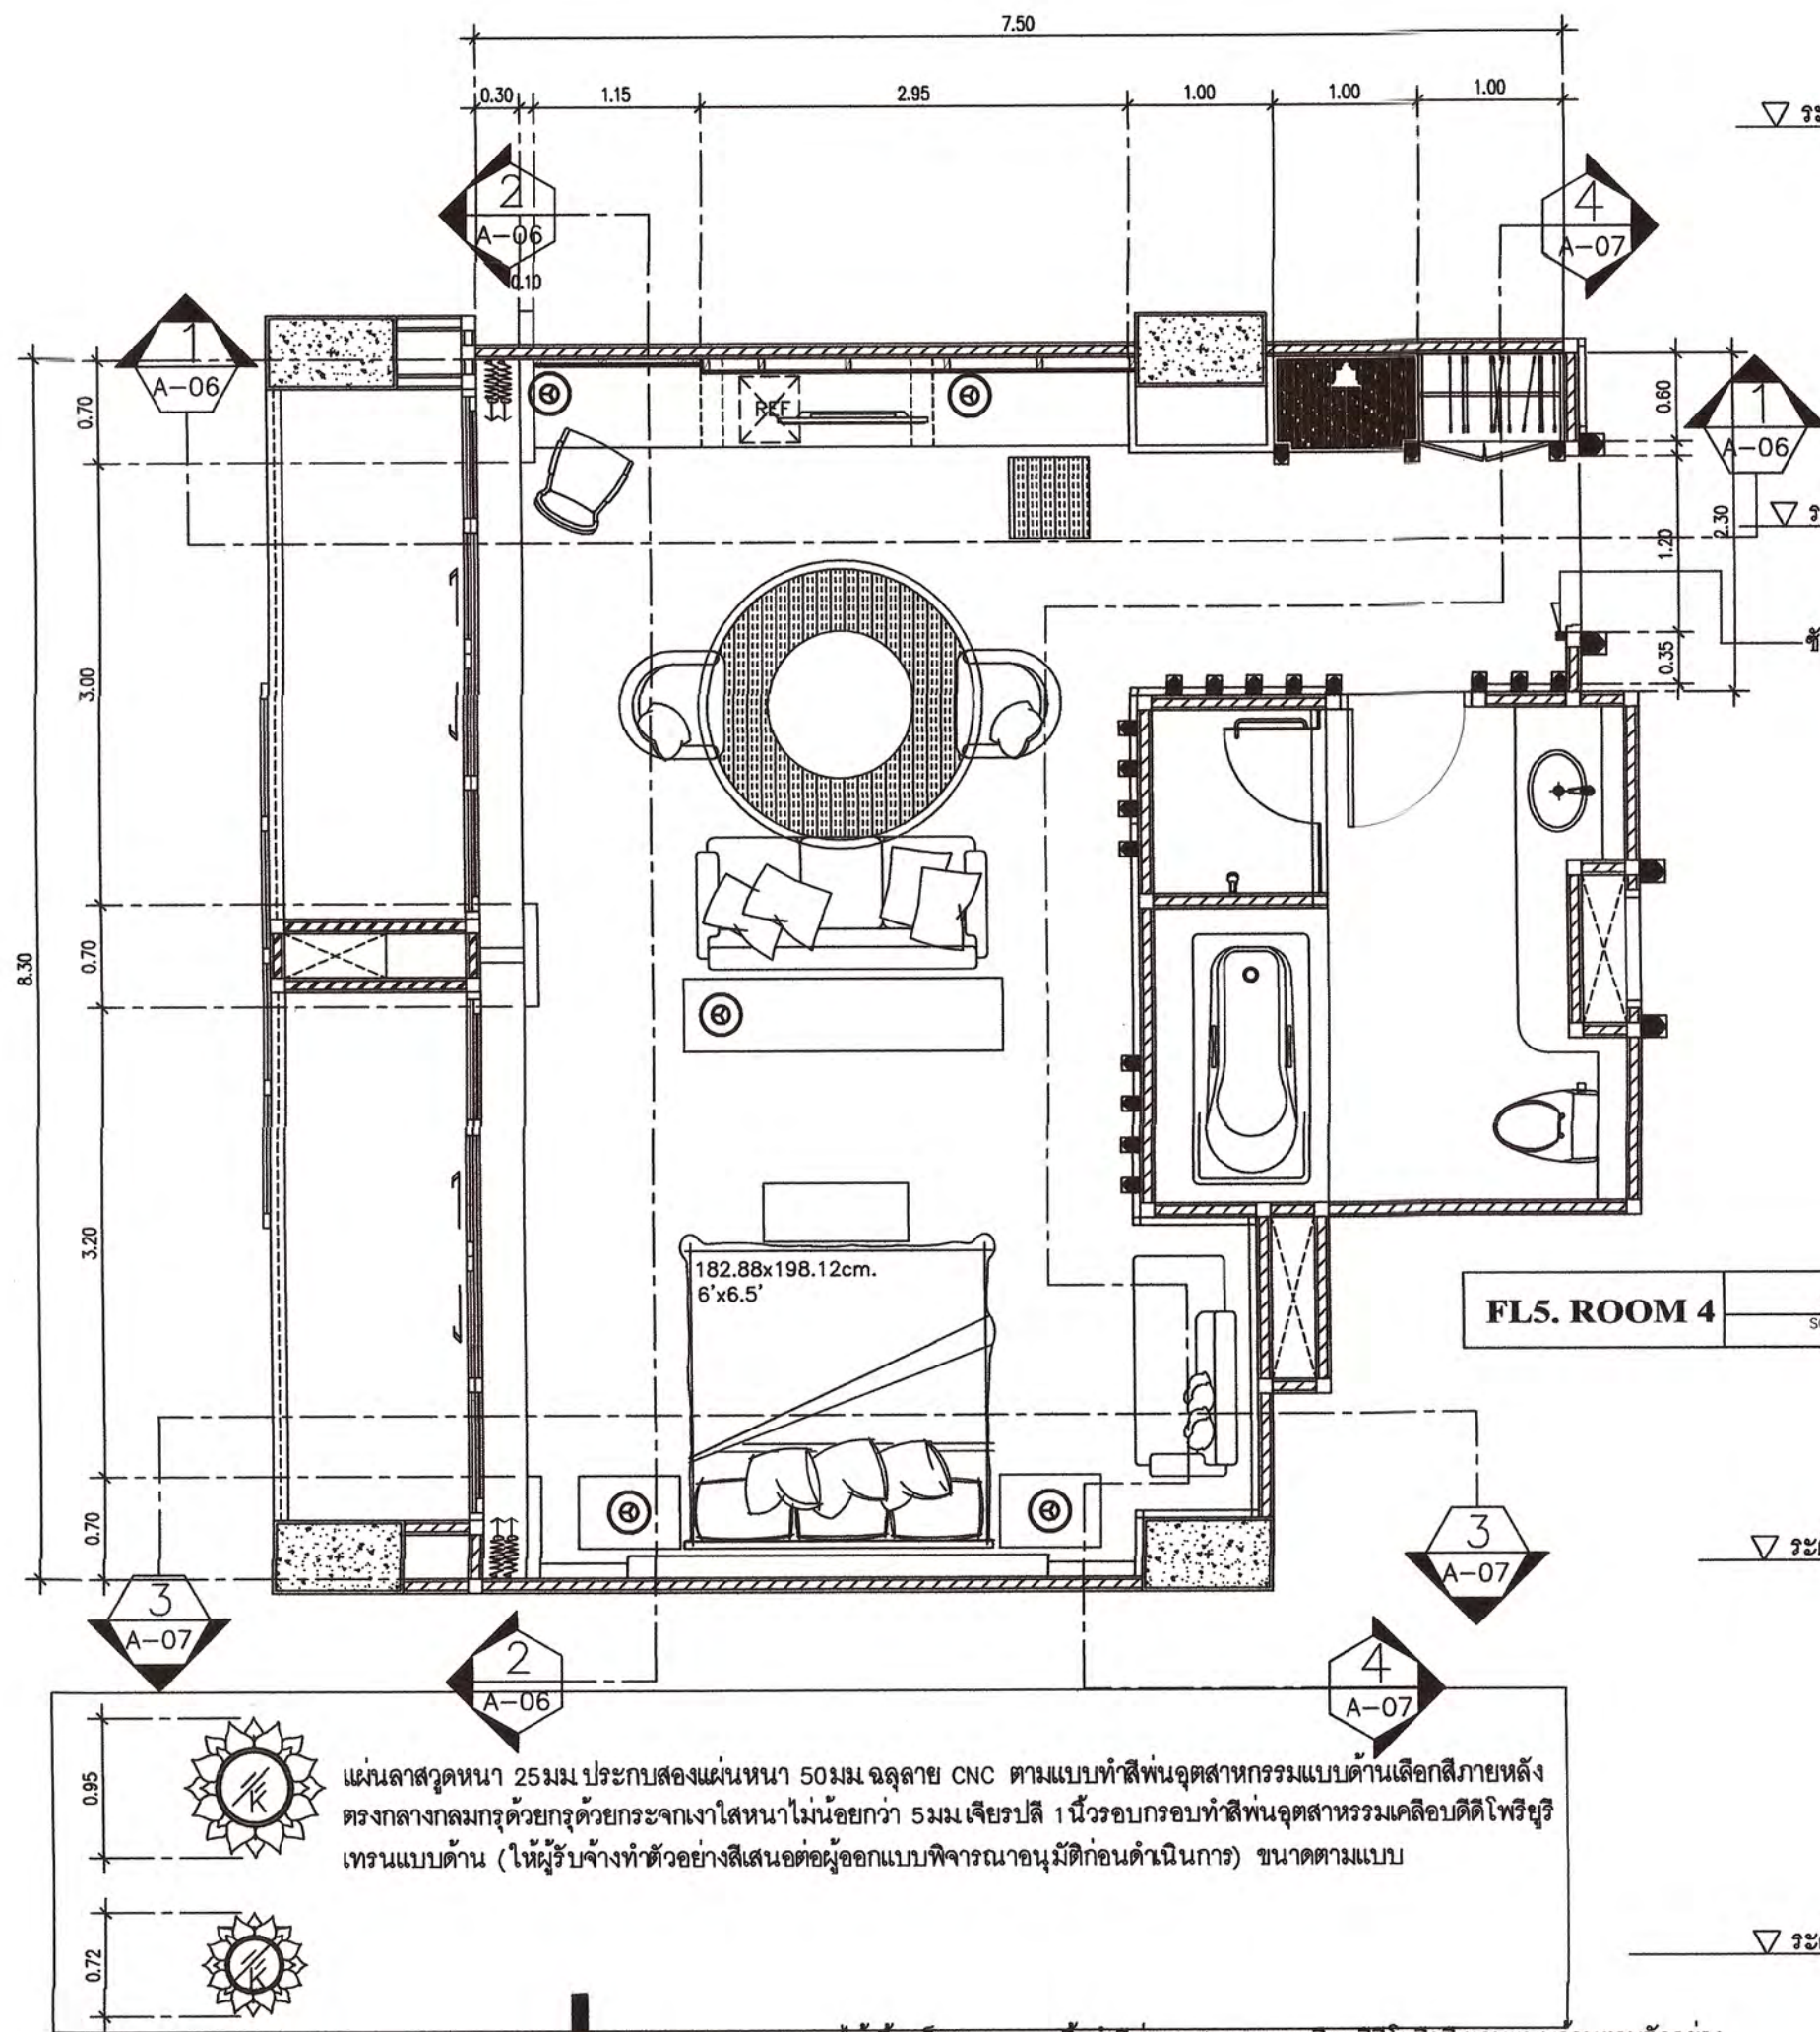 7.50
0.30 1.15 2.95 1.00 1.00 1.00
2
A-06
0.10
4
A-07
1
A-06
1
A-06
REF
0.70
3.00
0.70
3.20
0.70
8.30
0.60
1.20
2.30
0.35
182.88x198.12cm.
6'x6.5'
FL5. ROOM 4
3
A-07
3
A-07
2
A-06
4
A-07
0.95
แผ่นลาสวูดหนา 25มม.ประกบสองแผ่นหนา 50มม.ฉลุลาย CNC ตามแบบทำสีพ่นอุตสาหกรรมแบบด้านเลือกสีภายหลัง
ตรงกลางกลมกรุด้วยกรุด้วยกระจกเงาใสหนาไม่น้อยกว่า 5มม.เจียรปลี 1นิ้วรอบกรอบทำสีพ่นอุตสาหรรมเคลือบดีดีโพรียูรี
เทรนแบบด้าน (ให้ผู้รับจ้างทำตัวอย่างสีเสนอต่อผู้ออกแบบพิจารณาอนุมัติก่อนดำเนินการ) ขนาดตามแบบ
0.72